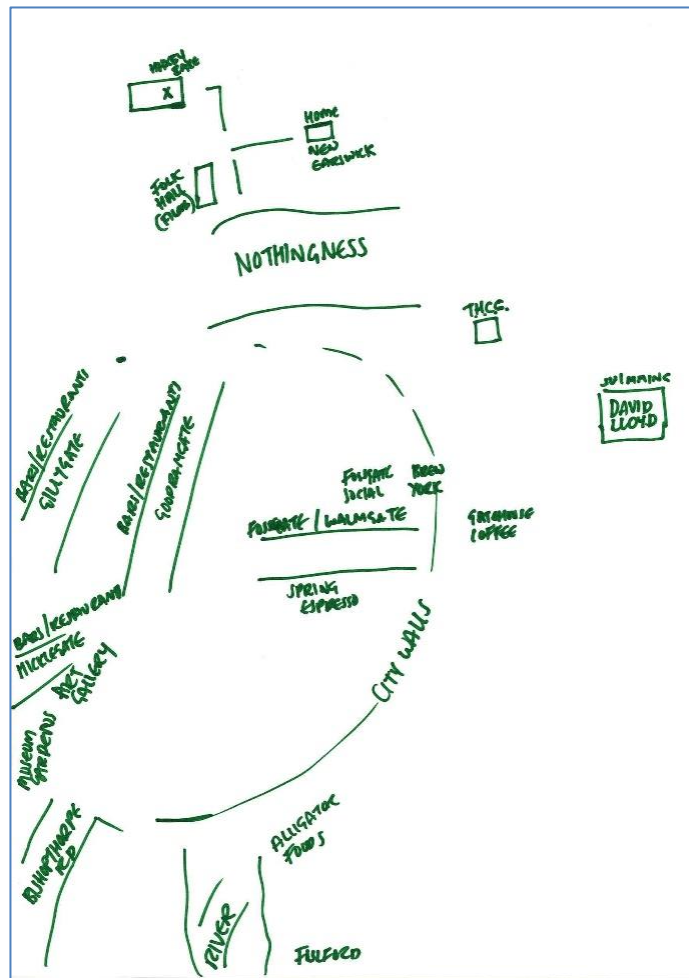 HAXBY
ROAD
X
HOME
NEW
EARSWICK
FOLK
HALL
NOTHINGNESS
T.M.C.C.
SWIMMING
DAVID
LLOYD
BARS/RESTAURANTS
GILLYGATE
BARS/RESTAURANTS
GOODRAMGATE
FOSSGATE
SOCIAL
BREW
YORK
FOSSGATE/WALMGATE
GATEHOUSE
COFFEE
SPRING
ESPRESSO
BARS/RESTAURANTS
MICKLEGATE
ART
GALLERY
CITY WALLS
MUSEUM
GARDENS
BISHOPTHORPE
RD
ALLIGATOR
FOODS
RIVER
FULFORD